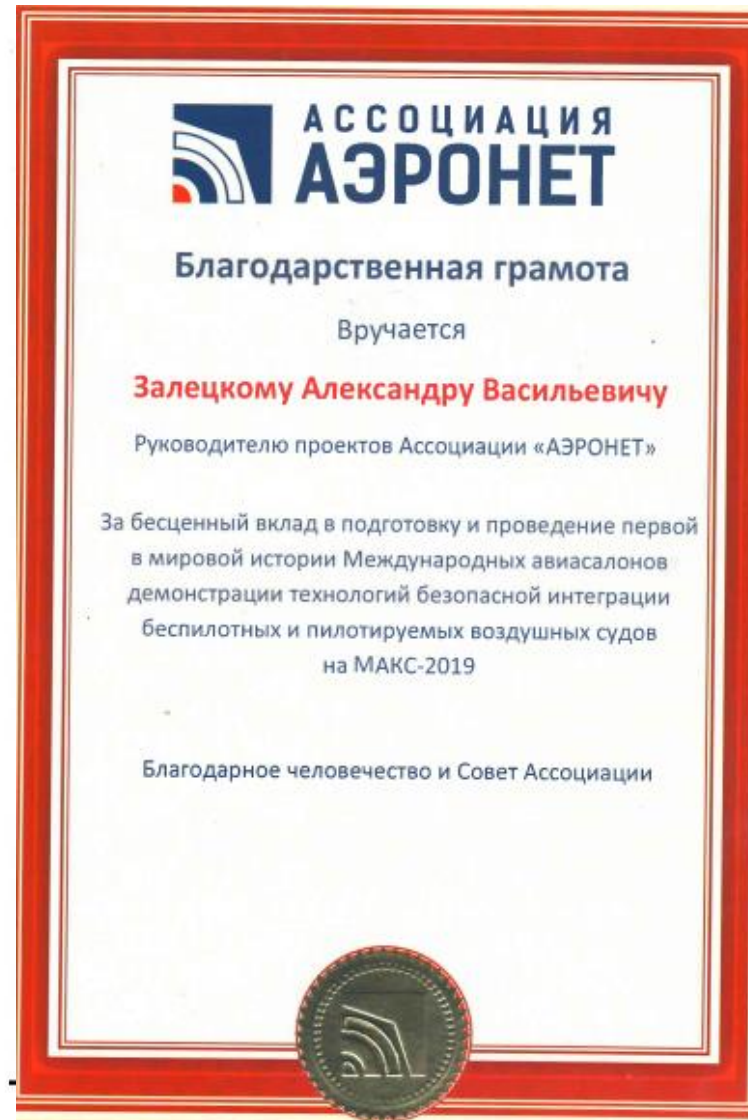 АССОЦИАЦИЯ
АЭРОНЕТ
Благодарственная грамота
Вручается
Залецкому Александру Васильевичу
Руководителю проектов Ассоциации «АЭРОНЕТ»
За бесценный вклад в подготовку и проведение первой
в мировой истории Международных авиасалонов
демонстрации технологий безопасной интеграции
беспилотных и пилотируемых воздушных судов
на МАКС-2019
Благодарное человечество и Совет Ассоциации